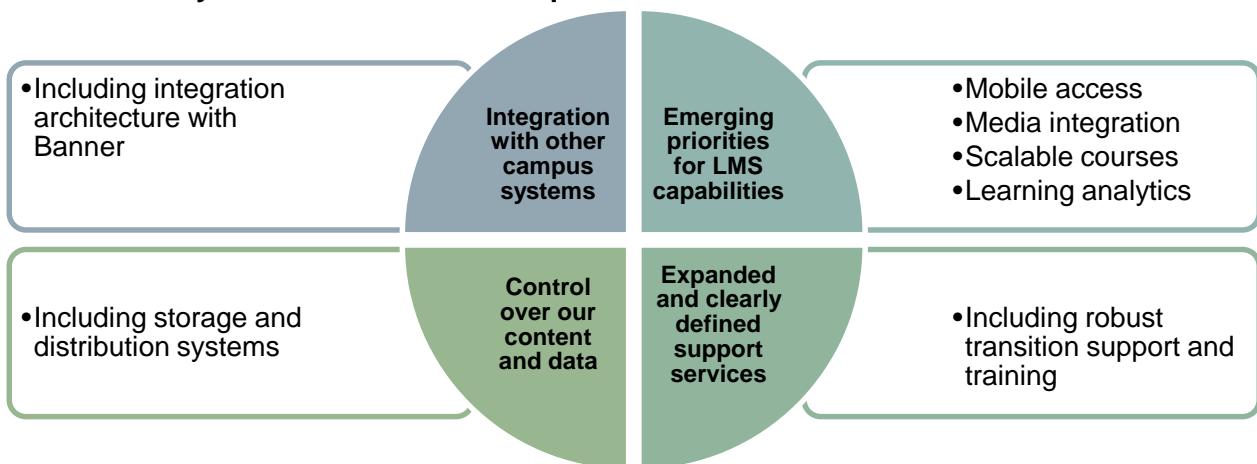 •Including integration
architecture with
Banner
Integration
with other
campus
systems
Emerging
priorities
for LMS
capabilities
•Mobile access
•Media integration
•Scalable courses
•Learning analytics
•Including storage and
distribution systems
Control
over our
content
and data
Expanded
and clearly
defined
support
services
•Including robust
transition support and
training